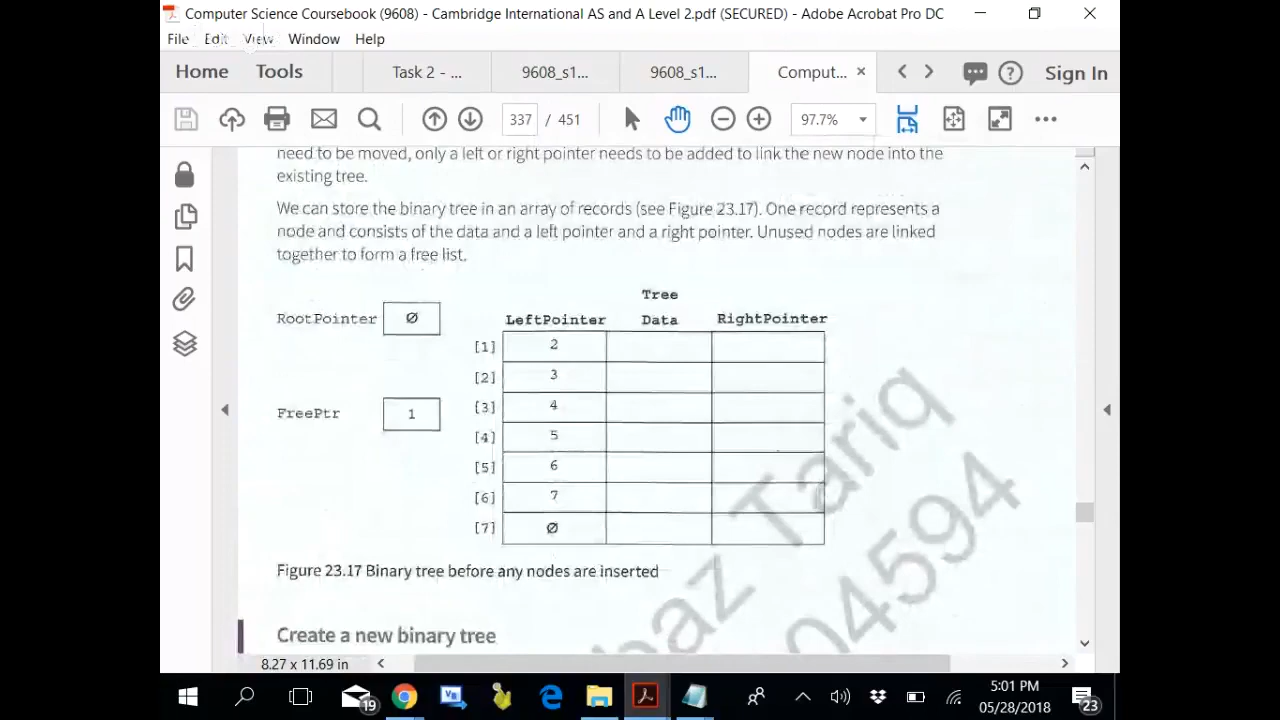 Computer Science Coursebook (9608) - Cambridge International AS and A Level 2.pdf (SECURED) - Adobe Acrobat Pro DC
File Edit View Window Help
Home Tools Task 2 - ... 9608_s1... 9608_s1... Comput... × Sign In
337 / 451 97.7%
need to be moved, only a left or right pointer needs to be added to link the new node into the
existing tree.
We can store the binary tree in an array of records (see Figure 23.17). One record represents a
node and consists of the data and a left pointer and a right pointer. Unused nodes are linked
together to form a free list.
Tree
RootPointer Ø LeftPointer Data RightPointer
[1] 2
[2] 3
[3] 4
FreePtr 1
[4] 5
[5] 6
[6] 7
[7] Ø
Figure 23.17 Binary tree before any nodes are inserted
Create a new binary tree
Tariq
04594
8.27 x 11.69 in
19
5:01 PM
05/28/2018
23